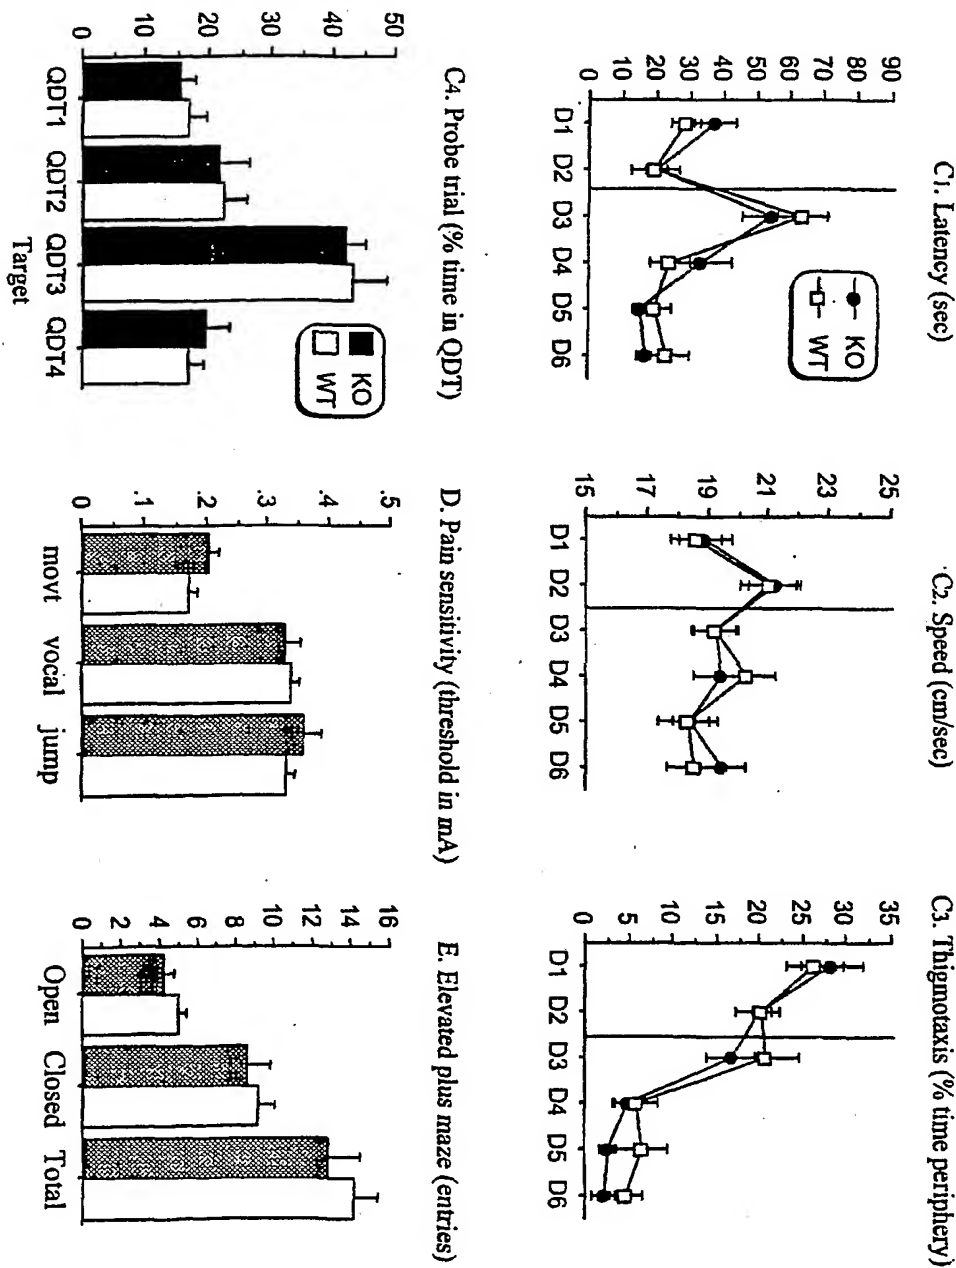 C1. Latency (sec)
90
80
70
60
50
40
30
20
10
0
KO
WT
D1 D2 D3 D4 D5 D6
C2. Speed (cm/sec)
25
23
21
19
17
15
D1 D2 D3 D4 D5 D6
C3. Thigmotaxis (% time periphery)
35
30
25
20
15
10
5
0
D1 D2 D3 D4 D5 D6
C4. Probe trial (% time in QDT)
50
40
30
20
10
0
KO
WT
QDT1 QDT2 QDT3 QDT4
Target
D. Pain sensitivity (threshold in mA)
.5
.4
.3
.2
.1
0
movt vocal jump
E. Elevated plus maze (entries)
16
14
12
10
8
6
4
2
0
Open Closed Total